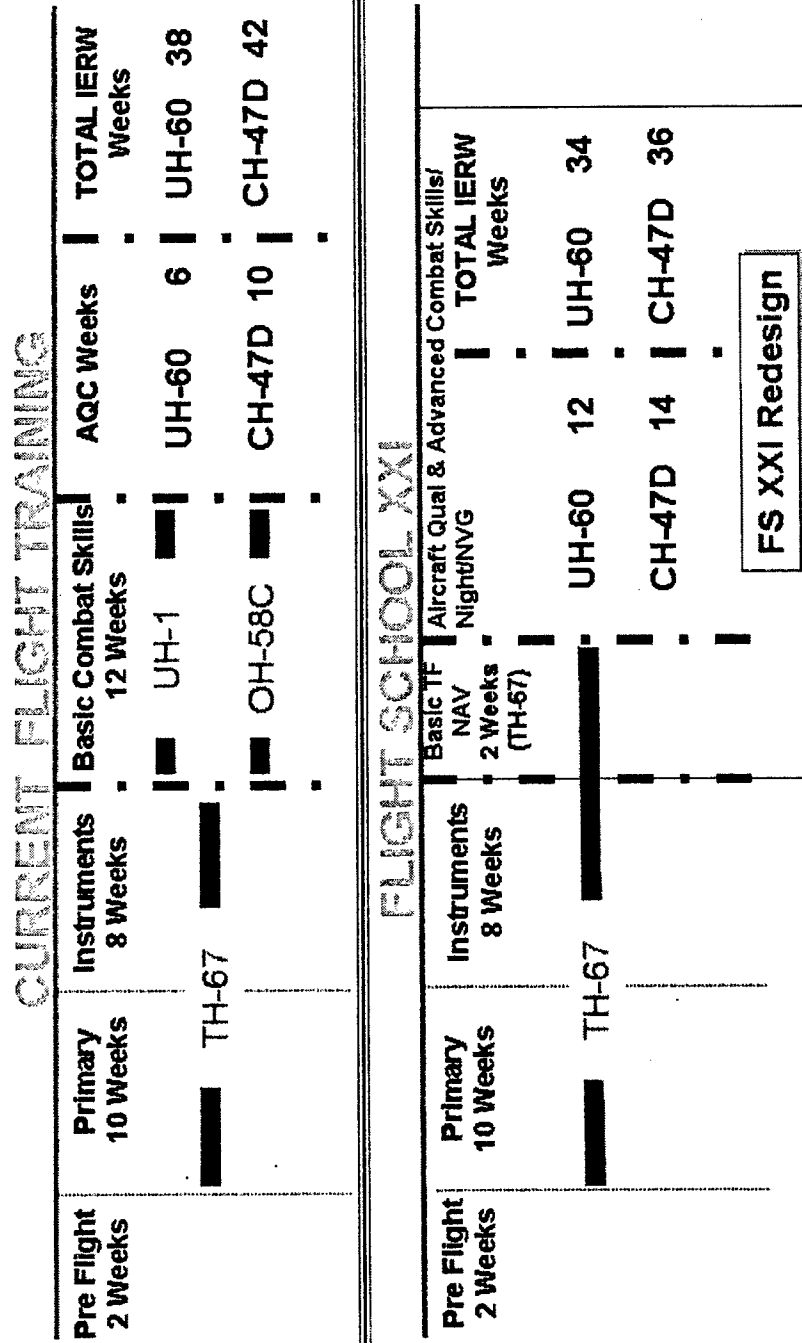 CURRENT FLIGHT TRAINING
Pre Flight
2 Weeks
Primary
10 Weeks
Instruments
8 Weeks
Basic Combat Skills/
12 Weeks
AQC Weeks
TOTAL IERW
Weeks
TH-67
UH-1
OH-58C
UH-60 6
CH-47D 10
UH-60 38
CH-47D 42
FLIGHT SCHOOL XXI
Pre Flight
2 Weeks
Primary
10 Weeks
Instruments
8 Weeks
Basic TF
NAV
2 Weeks
(TH-67)
Aircraft Qual & Advanced Combat Skills/
Night/NVG
TOTAL IERW
Weeks
TH-67
UH-60 12
CH-47D 14
UH-60 34
CH-47D 36
FS XXI Redesign